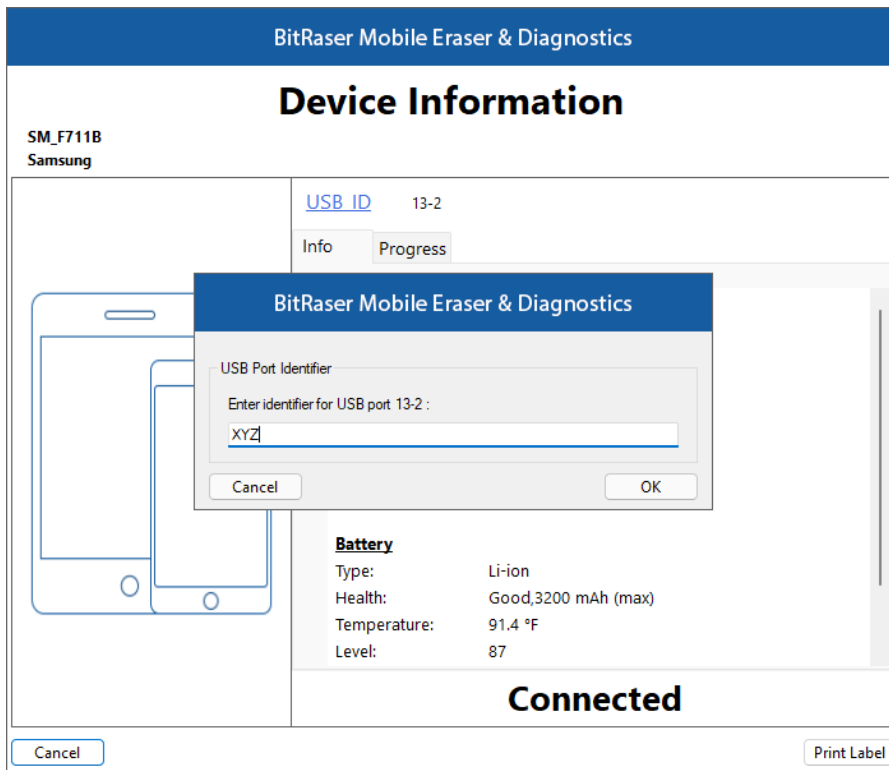 BitRaser Mobile Eraser & Diagnostics
Device Information
SM_F711B
Samsung
USB ID 13-2
Info Progress
BitRaser Mobile Eraser & Diagnostics
USB Port Identifier
Enter identifier for USB port 13-2 :
XYZ
Cancel OK
Battery
Type: Li-ion
Health: Good,3200 mAh (max)
Temperature: 91.4 °F
Level: 87
Connected
Cancel Print Label